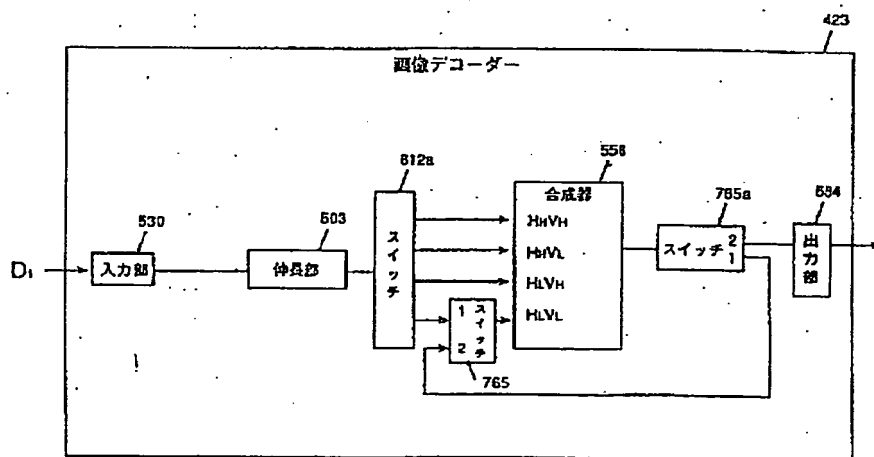 423
画像デコーダー
812a
556
合成器
765a
684
530
503
HHVH
スイッチ
HHVL
スイッチ
2
1
出力部
D1
入力部
伸長部
HLVH
HLVL
1
2
スイッチ
765